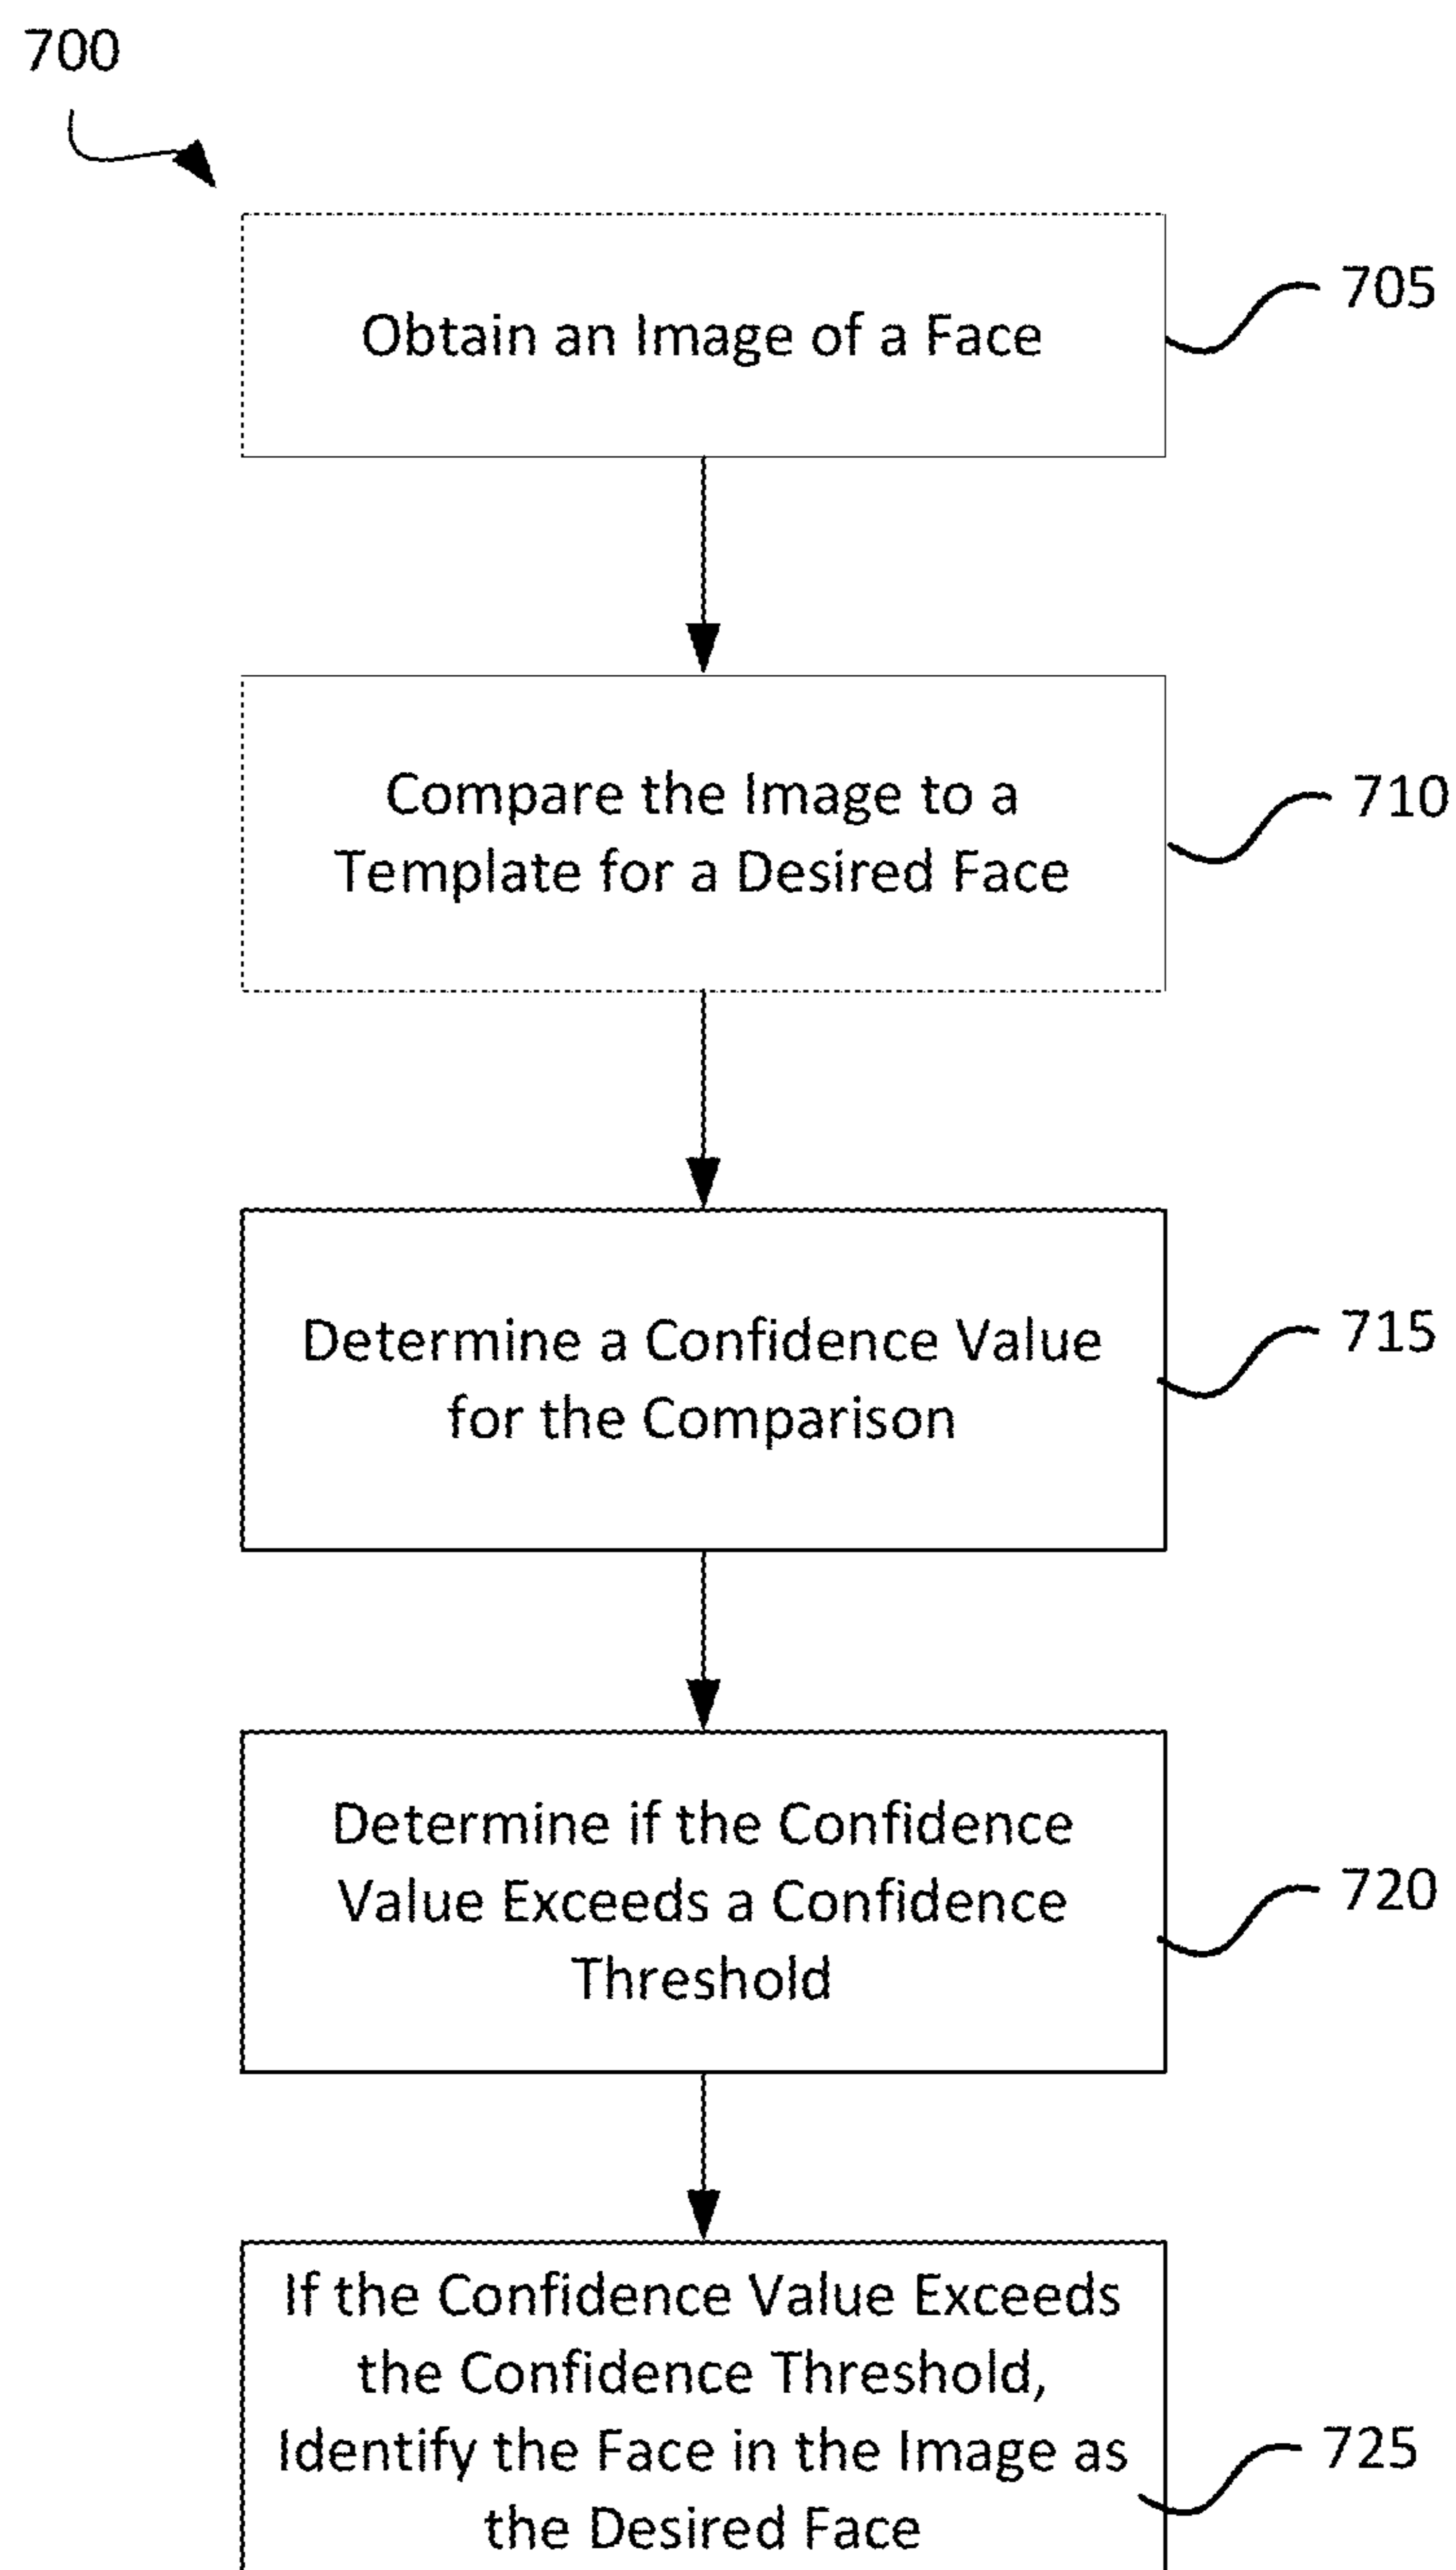 700
Obtain an Image of a Face
705
Compare the Image to a
Template for a Desired Face
710
Determine a Confidence Value
for the Comparison
715
Determine if the Confidence
Value Exceeds a Confidence
Threshold
720
If the Confidence Value Exceeds
the Confidence Threshold,
Identify the Face in the Image as
the Desired Face
725